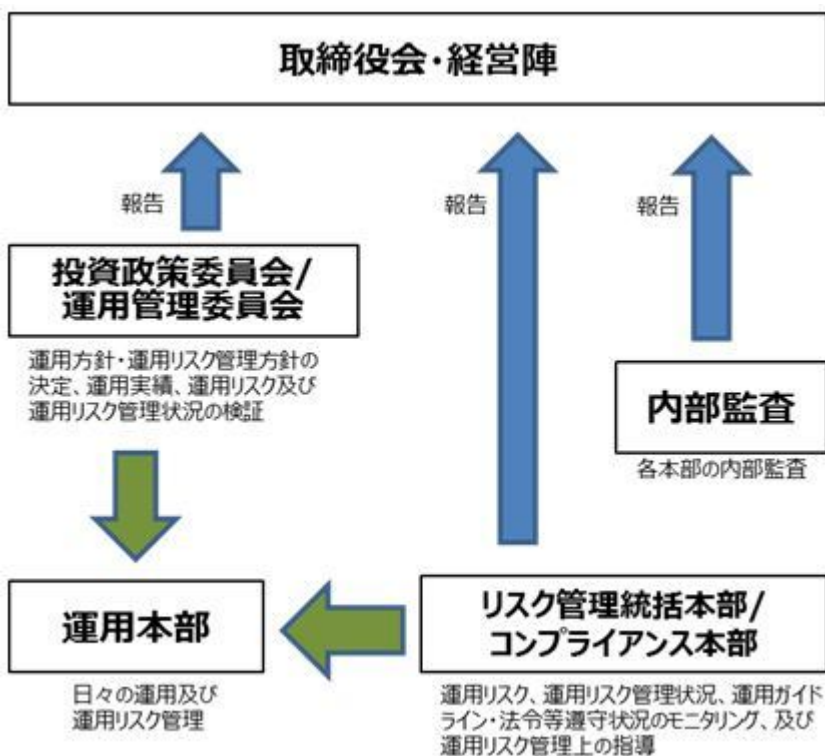 取締役会・経営陣
報告
報告
報告
投資政策委員会/
運用管理委員会
運用方針・運用リスク管理方針の
決定、運用実績、運用リスク及び
運用リスク管理状況の検証
内部監査
各本部の内部監査
運用本部
日々の運用及び
運用リスク管理
リスク管理統括本部/
コンプライアンス本部
運用リスク、運用リスク管理状況、運用ガイド
ライン・法令等遵守状況のモニタリング、及び
運用リスク管理上の指導